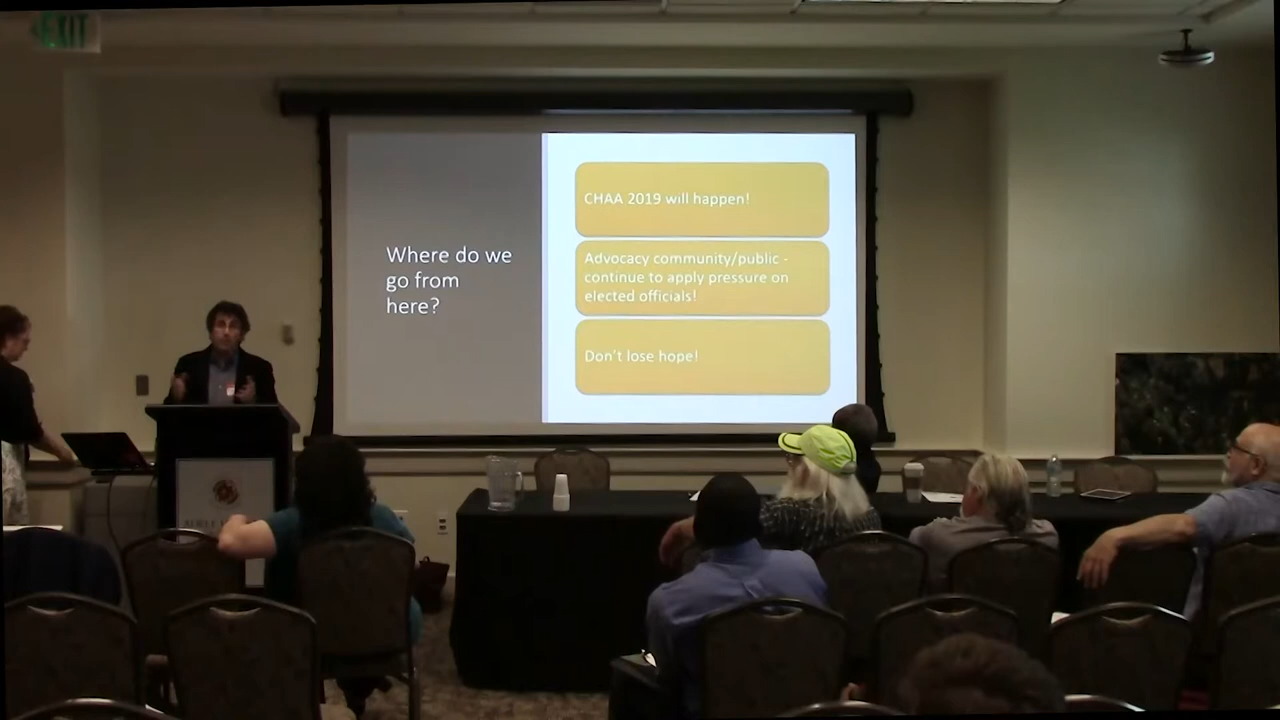 EXIT
Where do we
go from
here?
CHAA 2019 will happen!
Advocacy community/public -
continue to apply pressure on
elected officials!
Don't lose hope!